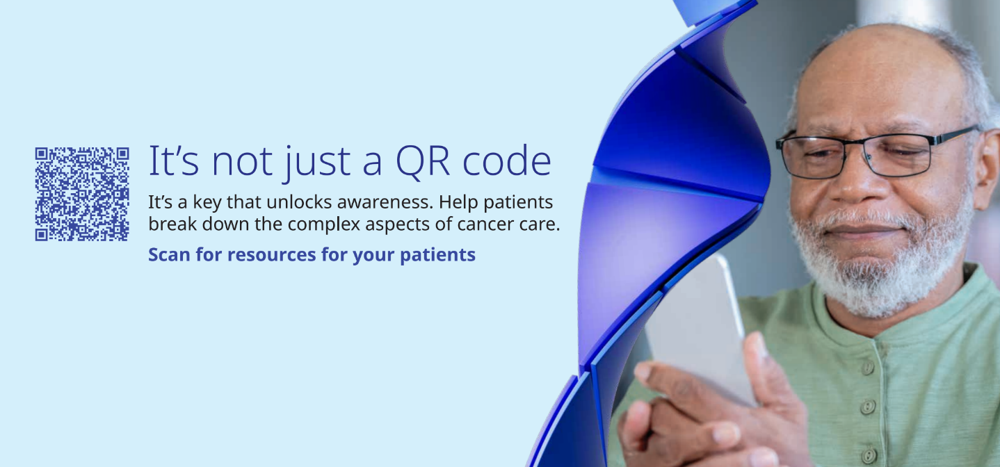 It’s not just a QR code
It’s a key that unlocks awareness. Help patients
break down the complex aspects of cancer care.
Scan for resources for your patients